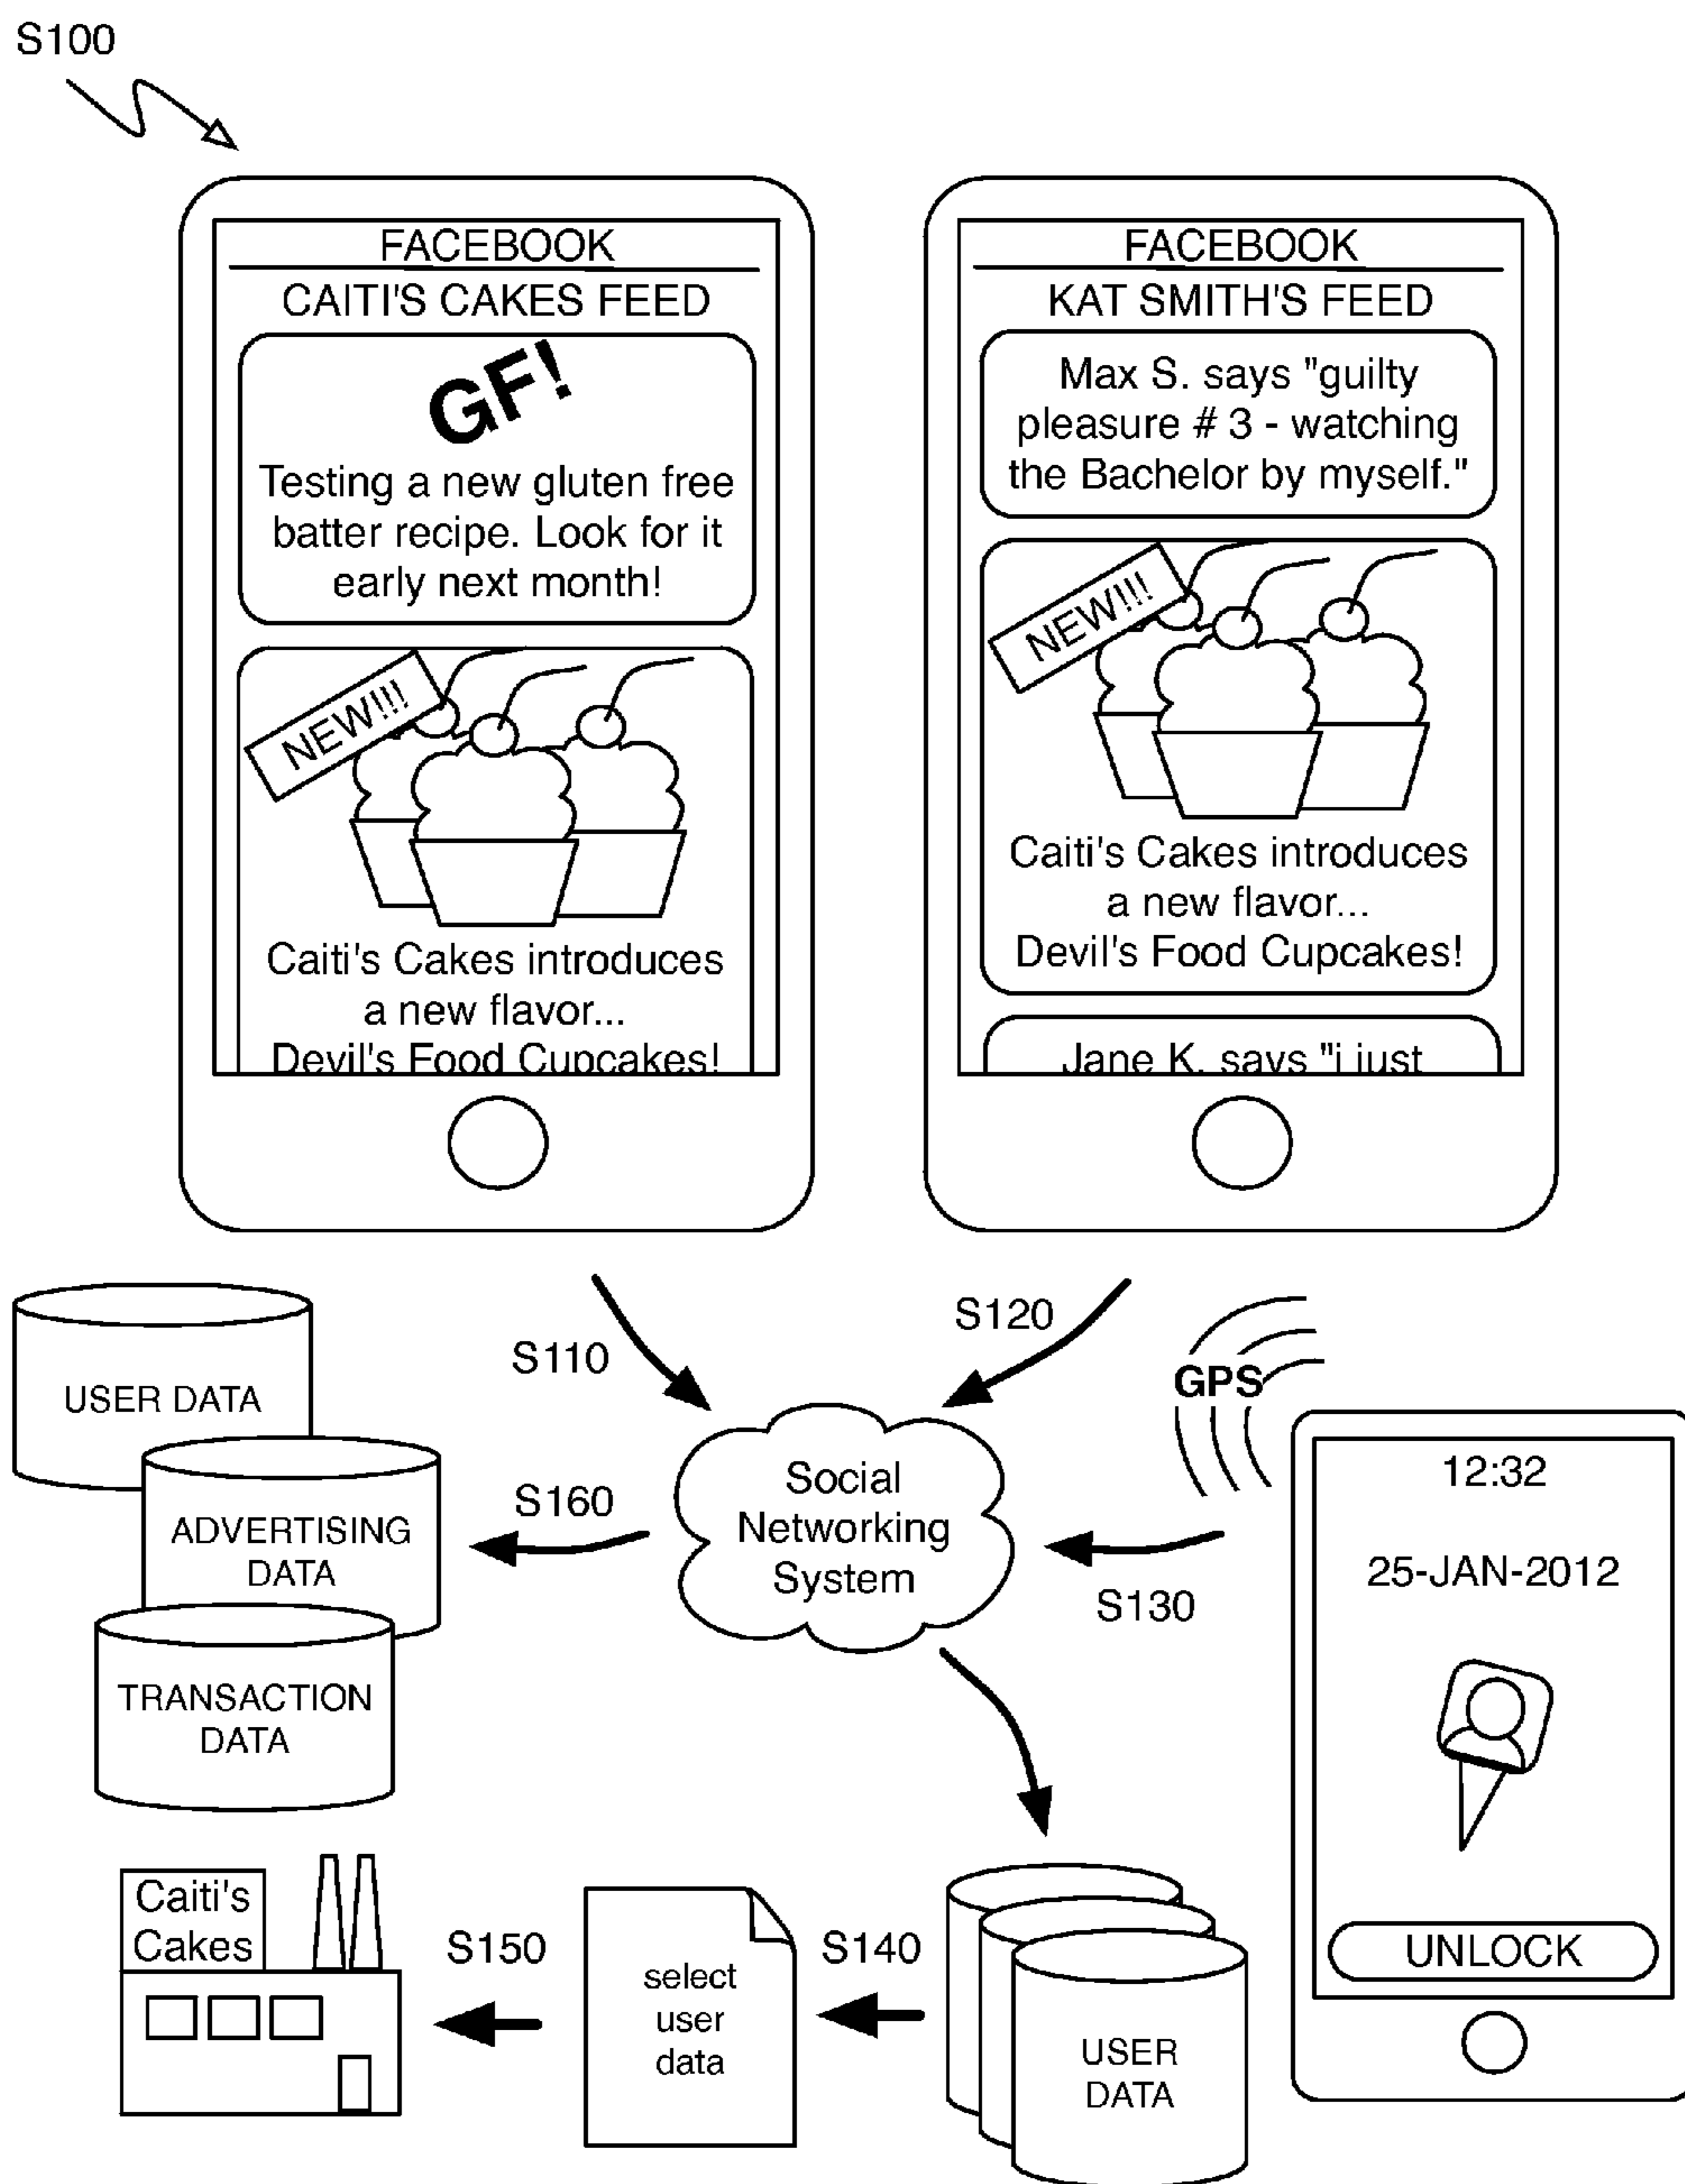 S100
FACEBOOK
CAITI'S CAKES FEED
GF!
Testing a new gluten free
batter recipe. Look for it
early next month!
NEW!!!
Caiti's Cakes introduces
a new flavor...
Devil's Food Cupcakes!
FACEBOOK
KAT SMITH'S FEED
Max S. says "guilty
pleasure # 3 - watching
the Bachelor by myself."
NEW!!!
Caiti's Cakes introduces
a new flavor...
Devil's Food Cupcakes!
Jane K. says "i just
S110
S120
GPS
USER DATA
ADVERTISING
DATA
TRANSACTION
DATA
S160
Social
Networking
System
S130
12:32
25-JAN-2012
UNLOCK
Caiti's
Cakes
S150
select
user
data
S140
USER
DATA